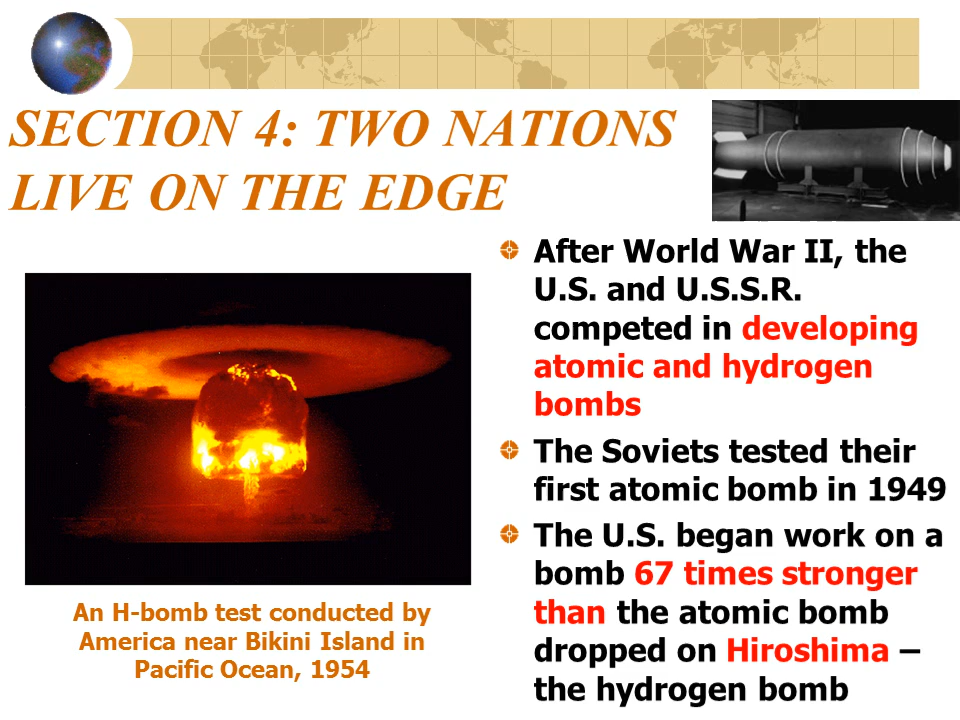 SECTION 4: TWO NATIONS
LIVE ON THE EDGE
After World War II, the
U.S. and U.S.S.R.
competed in developing
atomic and hydrogen
bombs
The Soviets tested their
first atomic bomb in 1949
The U.S. began work on a
bomb 67 times stronger
than the atomic bomb
dropped on Hiroshima –
the hydrogen bomb
An H-bomb test conducted by
America near Bikini Island in
Pacific Ocean, 1954